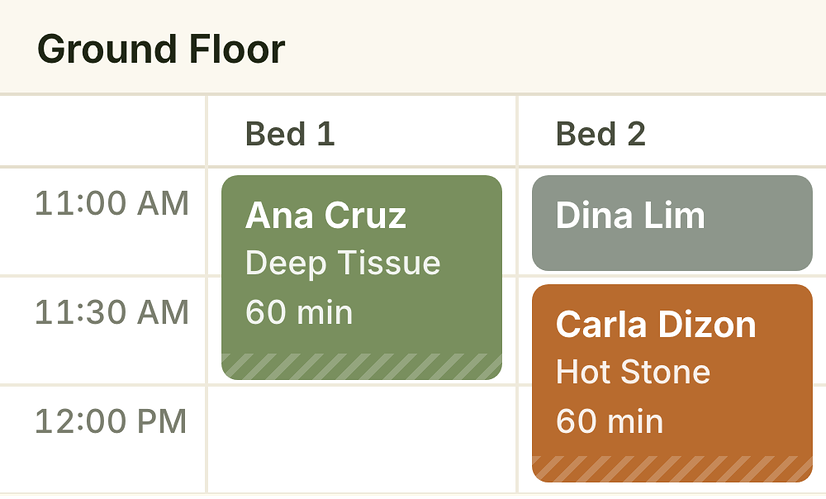 Ground Floor
Bed 1
Bed 2
11:00 AM
Ana Cruz
Deep Tissue
60 min
Dina Lim
11:30 AM
Carla Dizon
Hot Stone
60 min
12:00 PM